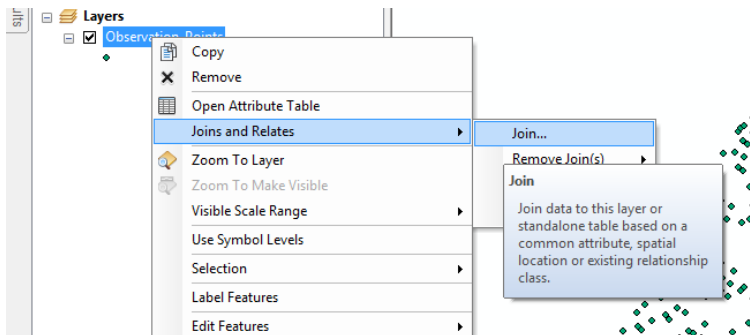 ults
Layers
Observation_Points
Copy
Remove
Open Attribute Table
Joins and Relates
Join...
Zoom To Layer
Remove Join(s)
Zoom To Make Visible
Join
Visible Scale Range
Join data to this layer or
standalone table based on a
common attribute, spatial
location or existing relationship
class.
Use Symbol Levels
Selection
Label Features
Edit Features